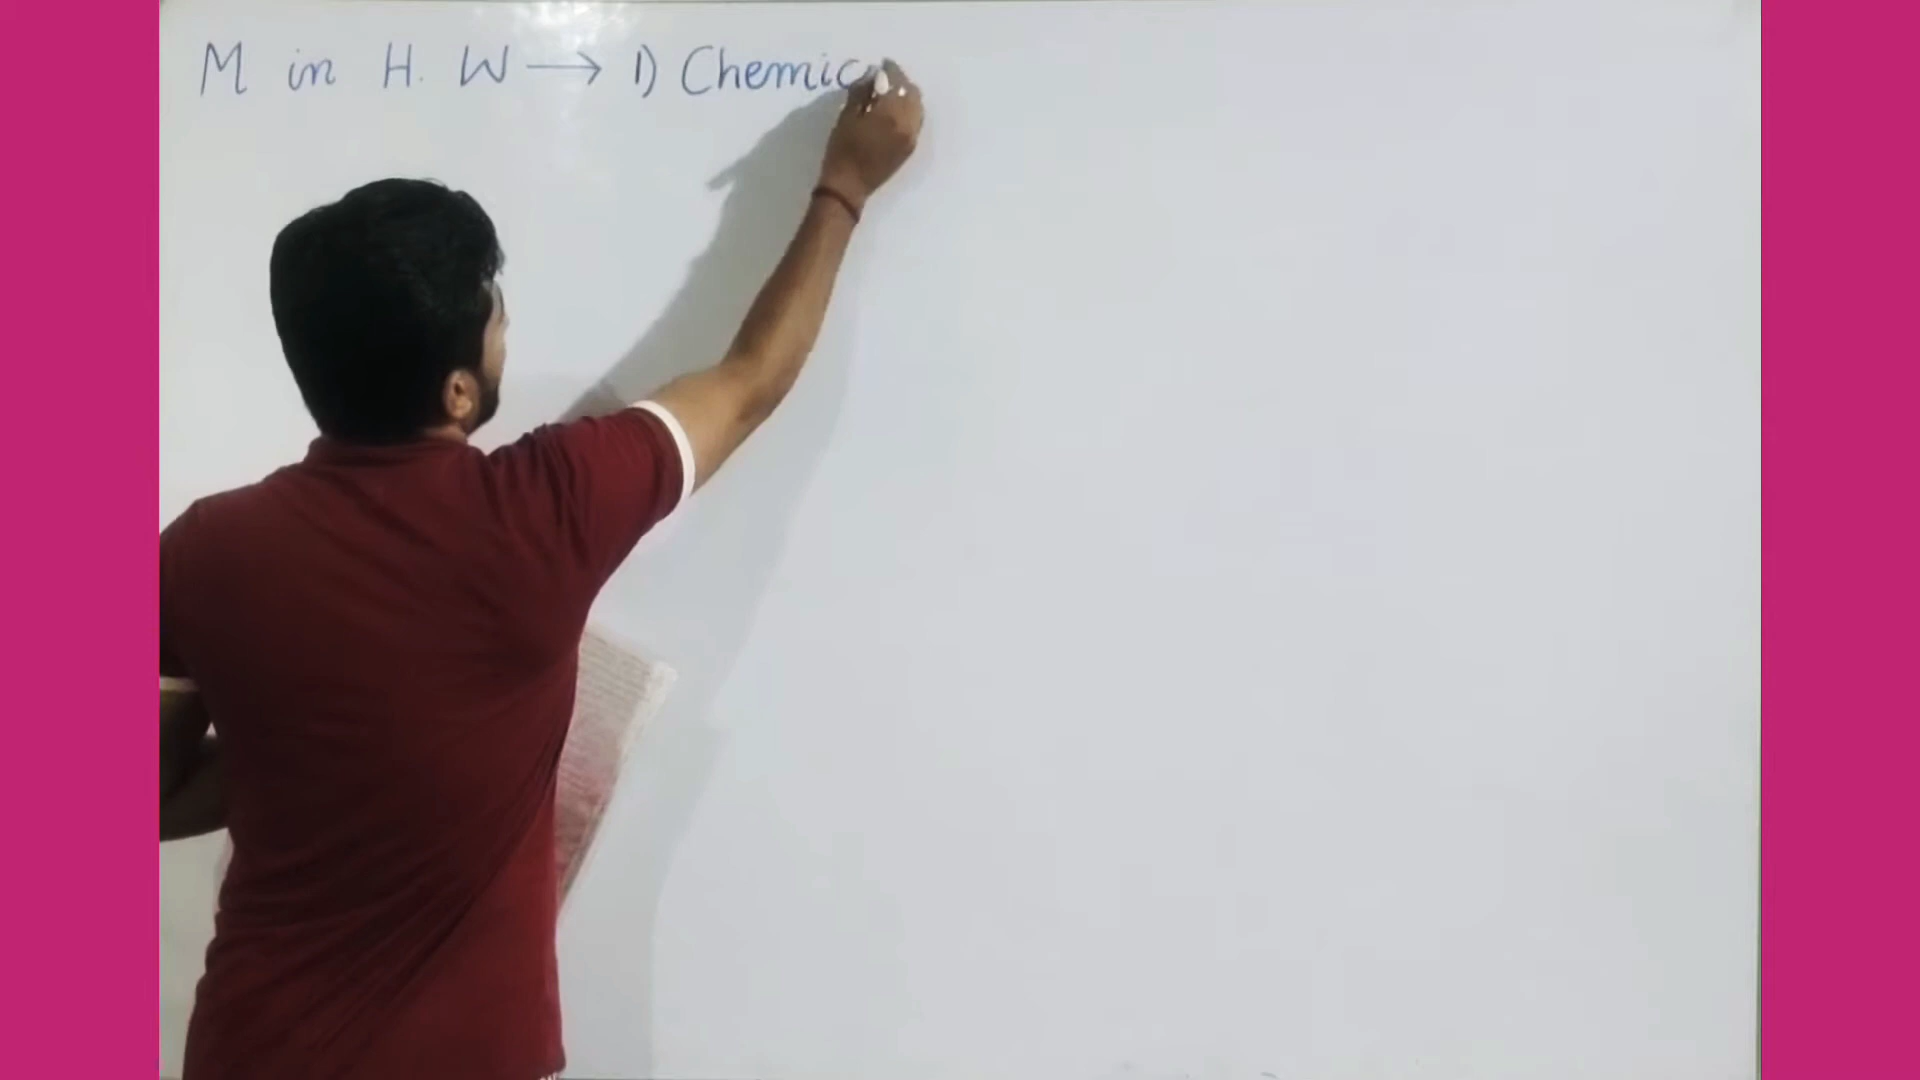 M in H. W → 1) Chemic